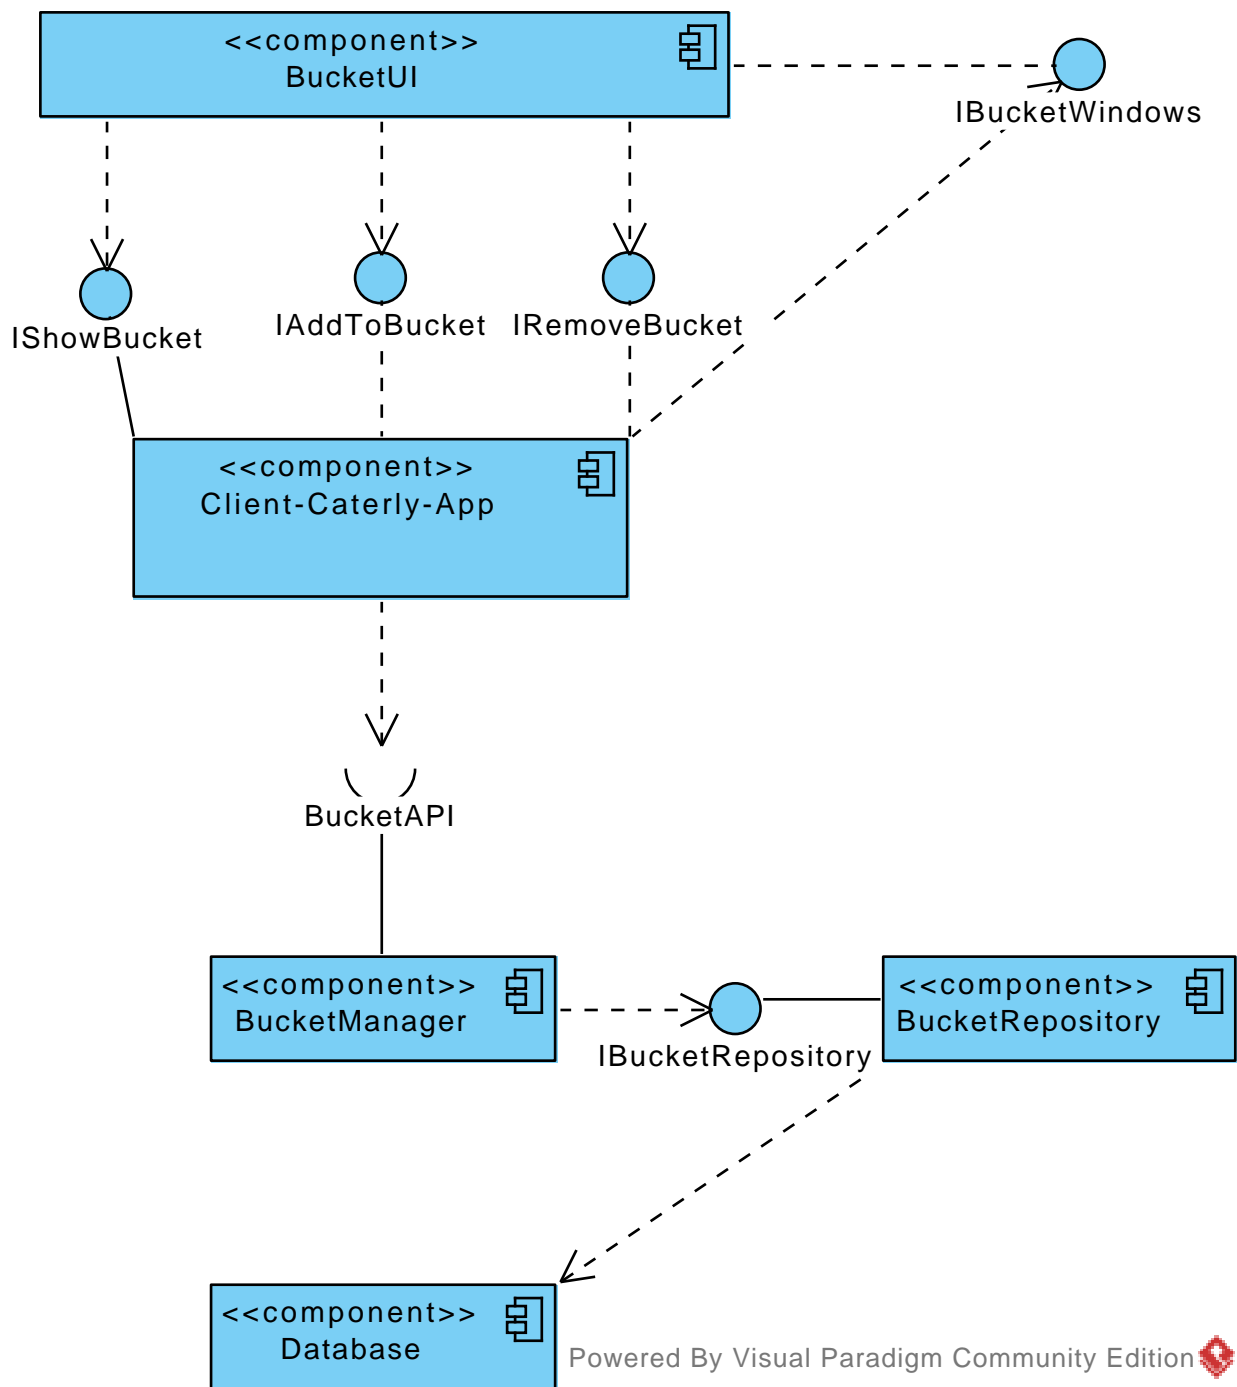 <<component>>
BucketUI
IBucketWindows
IShowBucket
IAddToBucket
IRemoveBucket
<<component>>
Client-Caterly-App
BucketAPI
<<component>>
BucketManager
<<component>>
BucketRepository
IBucketRepository
<<component>>
Database
Powered By Visual Paradigm Community Edition